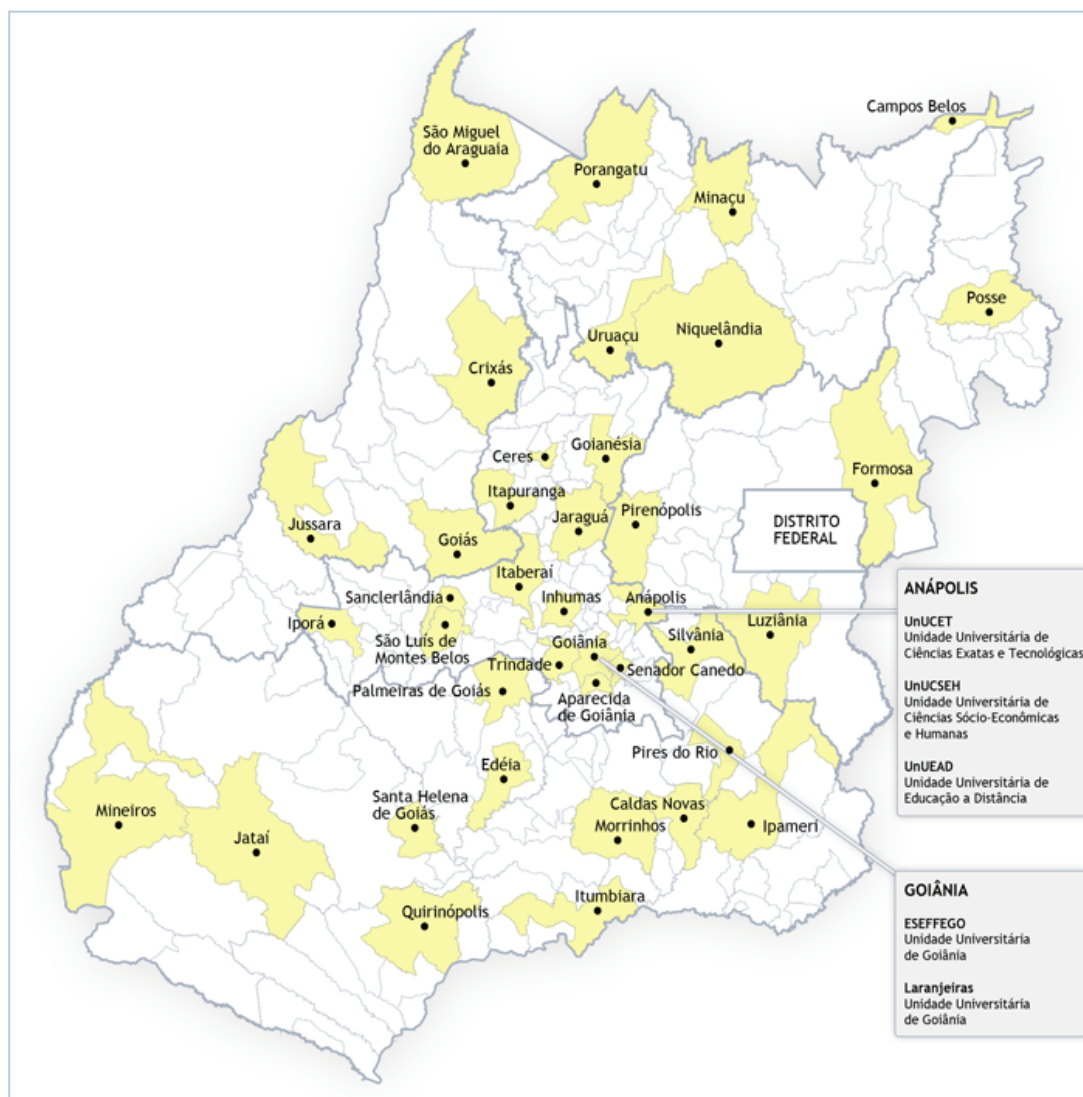 Campos Belos
São Miguel
do Araguaia
Porangatu
Minaçu
Posse
Uruaçu
Niquelândia
Crixás
Goianésia
Ceres
Formosa
Itapuranga
Jaraguá
Pirenópolis
Jussara
Goiás
DISTRITO
FEDERAL
Itaberaí
Sanclerlândia
Inhumas
Anápolis
Iporá
São Luís de
Montes Belos
Goiânia
Silvânia
Luziânia
Trindade
Senador Canedo
Palmeiras de Goiás
Aparecida
de Goiânia
Pires do Rio
Edéia
Santa Helena
de Goiás
Caldas Novas
Mineiros
Morrinhos
Ipameri
Jataí
Itumbiara
Quirinópolis
ANÁPOLIS
UnUCET
Unidade Universitária de
Ciências Exatas e Tecnológicas
UnUCSEH
Unidade Universitária de
Ciências Sócio-Econômicas
e Humanas
UnUEAD
Unidade Universitária de
Educação a Distância
GOIÂNIA
ESEFFEGO
Unidade Universitária
de Goiânia
Laranjeiras
Unidade Universitária
de Goiânia